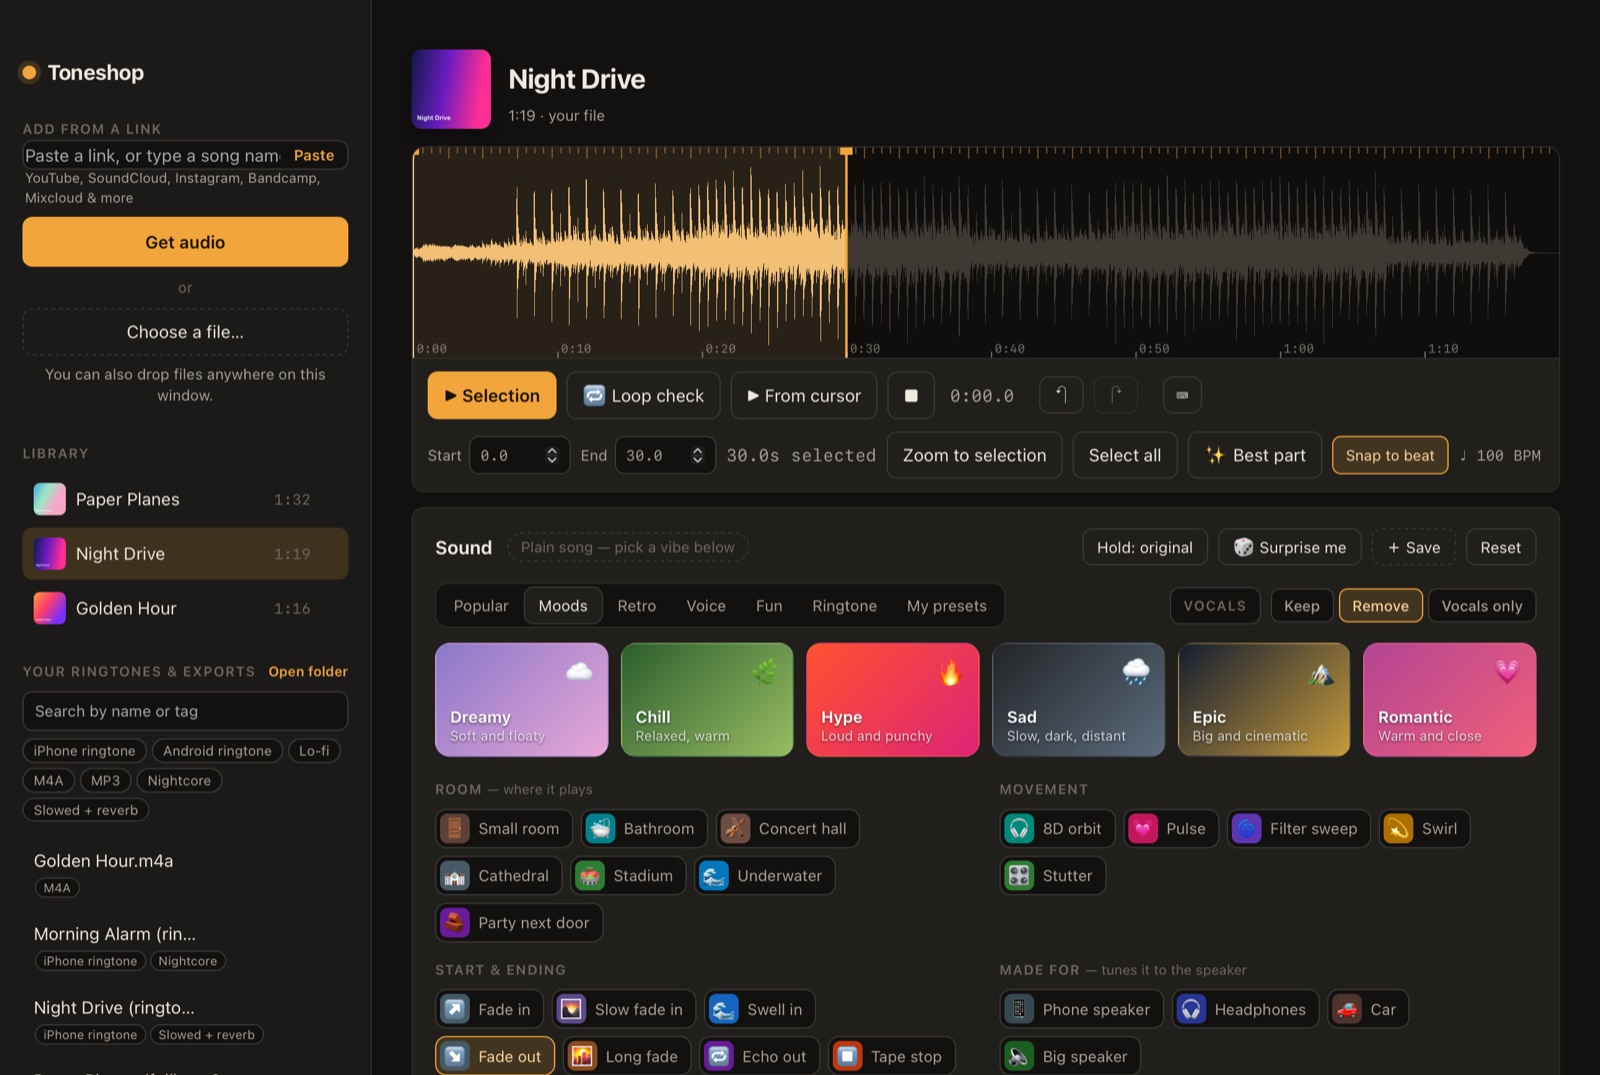 Toneshop
ADD FROM A LINK
Paste a link, or type a song nam
Paste
YouTube, SoundCloud, Instagram, Bandcamp,
Mixcloud & more
Get audio
or
Choose a file...
You can also drop files anywhere on this
window.
LIBRARY
Paper Planes 1:32
Night Drive 1:19
Golden Hour 1:16
YOUR RINGTONES & EXPORTS Open folder
Search by name or tag
iPhone ringtone Android ringtone Lo-fi
M4A MP3 Nightcore
Slowed + reverb
Golden Hour.m4a
M4A
Morning Alarm (rin...
iPhone ringtone Nightcore
Night Drive (ringto...
iPhone ringtone Slowed + reverb
Night Drive
Night Drive
1:19 · your file
0:00 0:10 0:20 0:30 0:40 0:50 1:00 1:10
Selection Loop check From cursor 0:00.0
Start 0.0 End 30.0 30.0s selected Zoom to selection Select all Best part Snap to beat ♩ 100 BPM
Sound Plain song — pick a vibe below Hold: original Surprise me + Save Reset
Popular Moods Retro Voice Fun Ringtone My presets VOCALS Keep Remove Vocals only
Dreamy
Soft and floaty
Chill
Relaxed, warm
Hype
Loud and punchy
Sad
Slow, dark, distant
Epic
Big and cinematic
Romantic
Warm and close
ROOM — where it plays
Small room Bathroom Concert hall
Cathedral Stadium Underwater
Party next door
MOVEMENT
8D orbit Pulse Filter sweep Swirl
Stutter
START & ENDING
Fade in Slow fade in Swell in
Fade out Long fade Echo out Tape stop
MADE FOR — tunes it to the speaker
Phone speaker Headphones Car
Big speaker